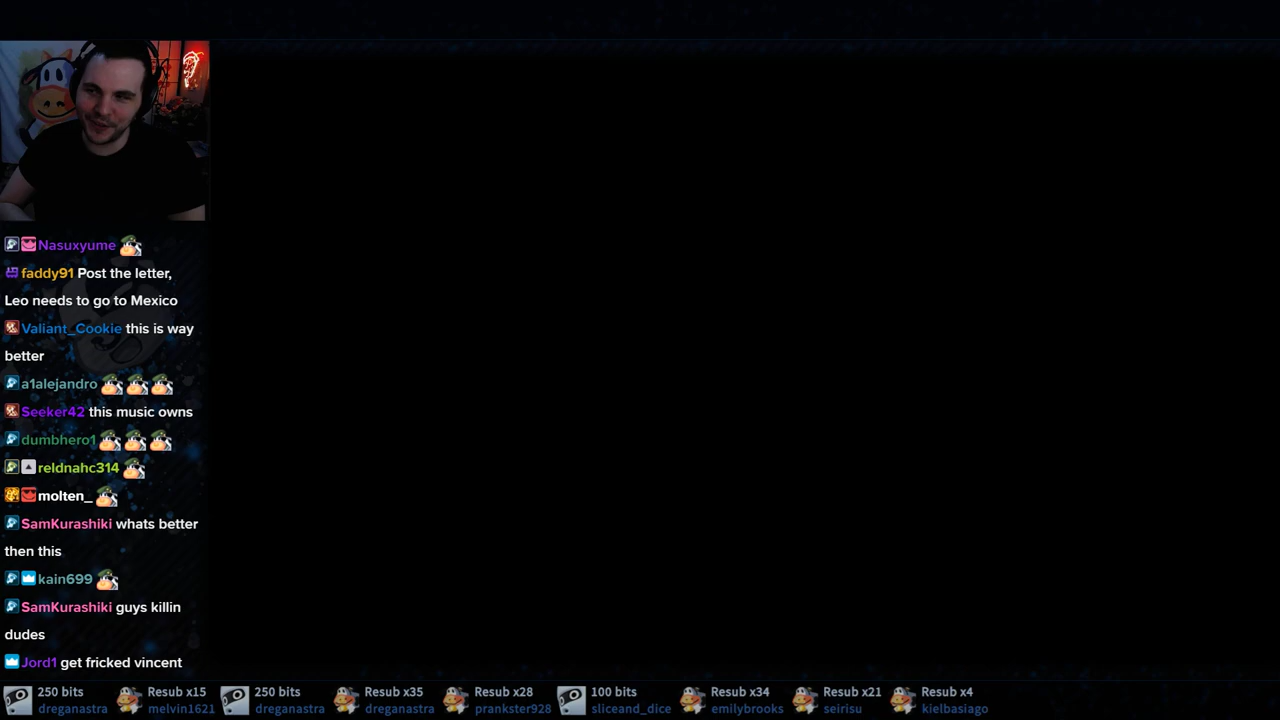 Nasuxyume
faddy91 Post the letter,
Leo needs to go to Mexico
Valiant_Cookie this is way
better
a1alejandro
Seeker42 this music owns
dumbhero1
reldnahc314
molten_
SamKurashiki whats better
then this
kain699
SamKurashiki guys killin
dudes
Jord1 get fricked vincent
250 bits
dreganastra
Resub x15
melvin1621
250 bits
dreganastra
Resub x35
dreganastra
Resub x28
prankster928
100 bits
sliceand_dice
Resub x34
emilybrooks
Resub x21
seirisu
Resub x4
kielbasiago